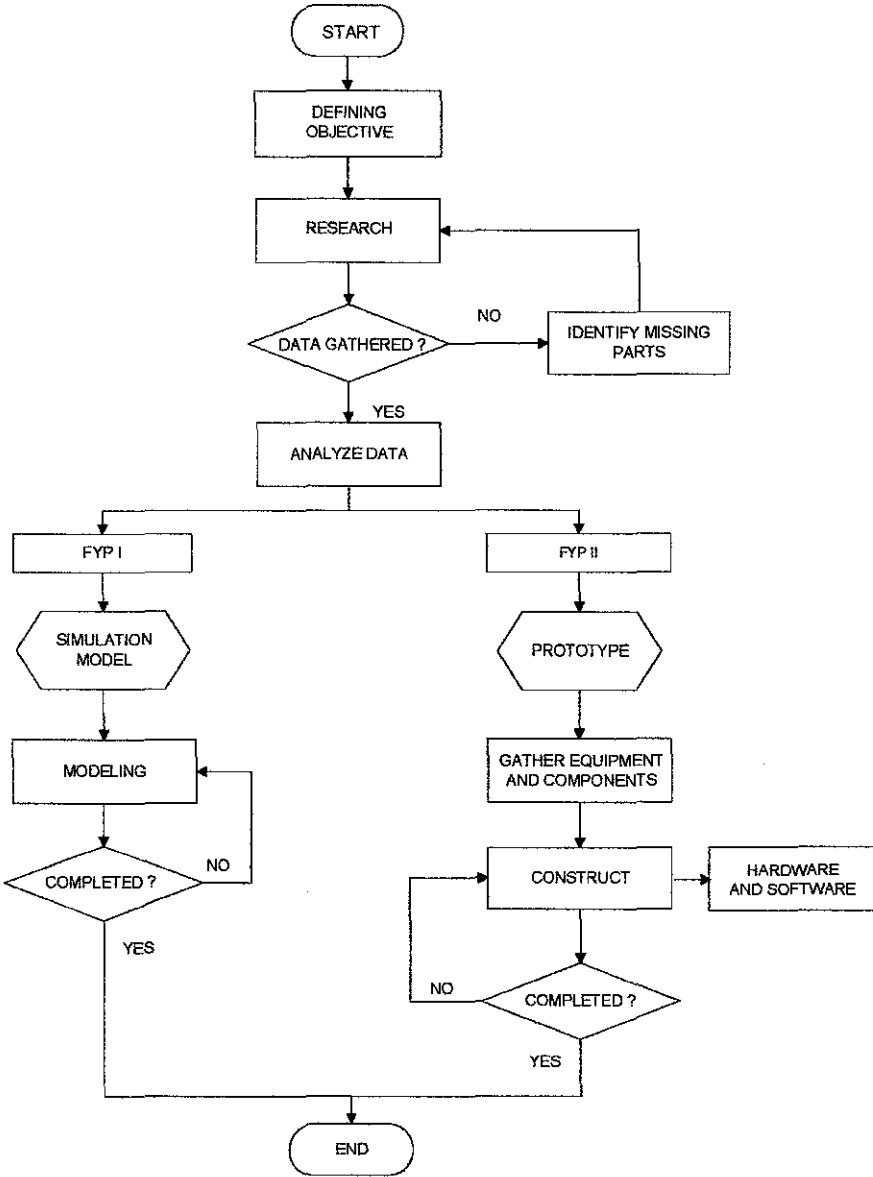 START
DEFINING
OBJECTIVE
RESEARCH
DATA GATHERED ?
NO
IDENTIFY MISSING
PARTS
YES
ANALYZE DATA
FYP I
FYP II
SIMULATION
MODEL
PROTOTYPE
MODELING
GATHER EQUIPMENT
AND COMPONENTS
COMPLETED ?
NO
CONSTRUCT
HARDWARE
AND SOFTWARE
YES
NO
COMPLETED ?
YES
END